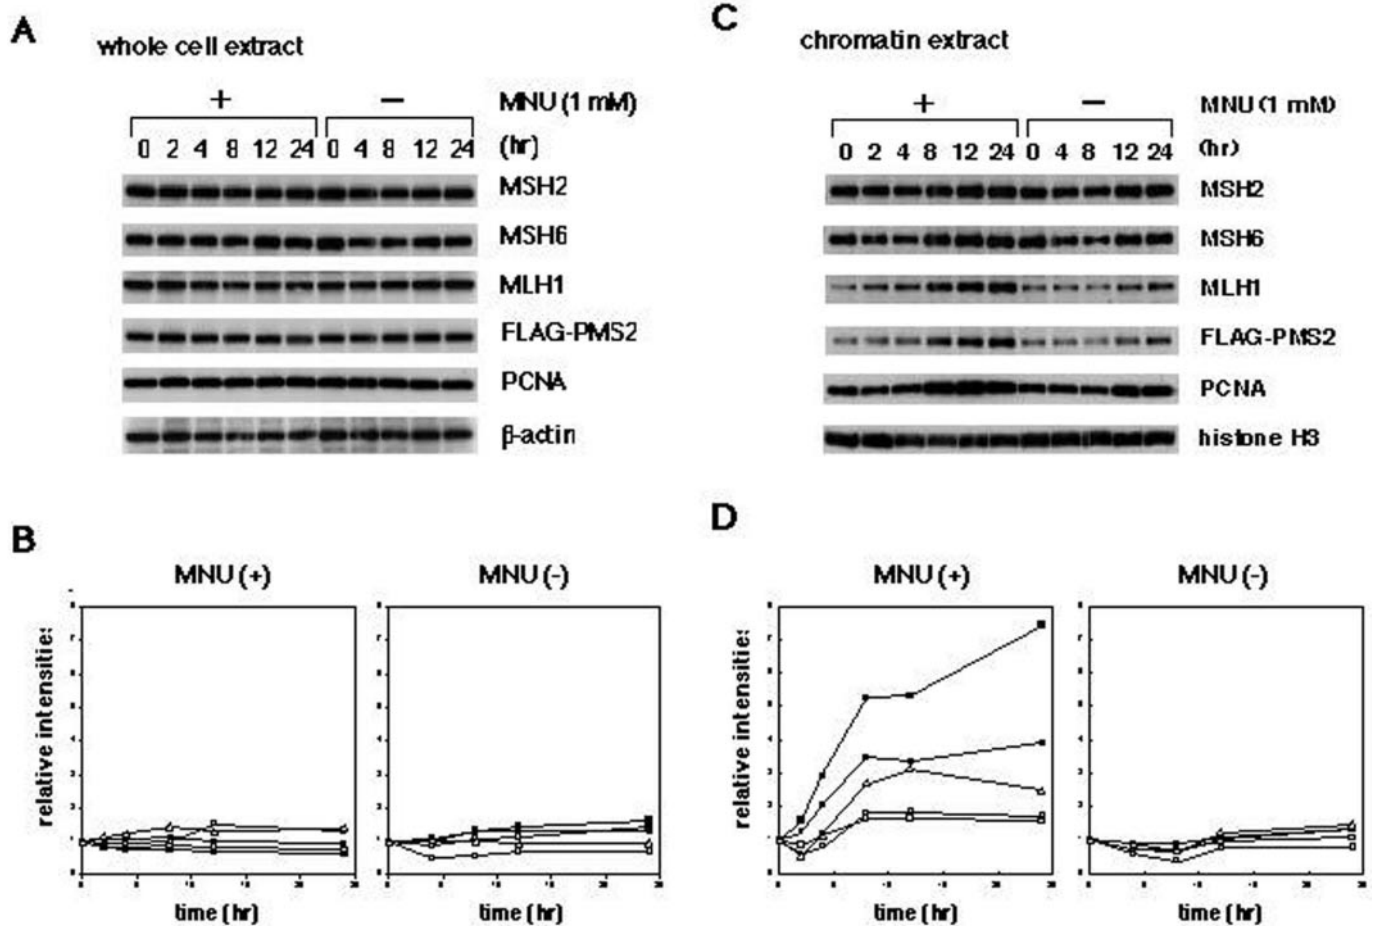 A
whole cell extract
+ − MNU (1 mM)
0 2 4 8 12 24 0 4 8 12 24 (hr)
MSH2
MSH6
MLH1
FLAG-PMS2
PCNA
β-actin
C
chromatin extract
+ − MNU (1 mM)
0 2 4 8 12 24 0 4 8 12 24 (hr)
MSH2
MSH6
MLH1
FLAG-PMS2
PCNA
histone H3
B
MNU (+) MNU (-)
relative intensities
time (hr) time (hr)
D
MNU (+) MNU (-)
relative intensities
time (hr) time (hr)